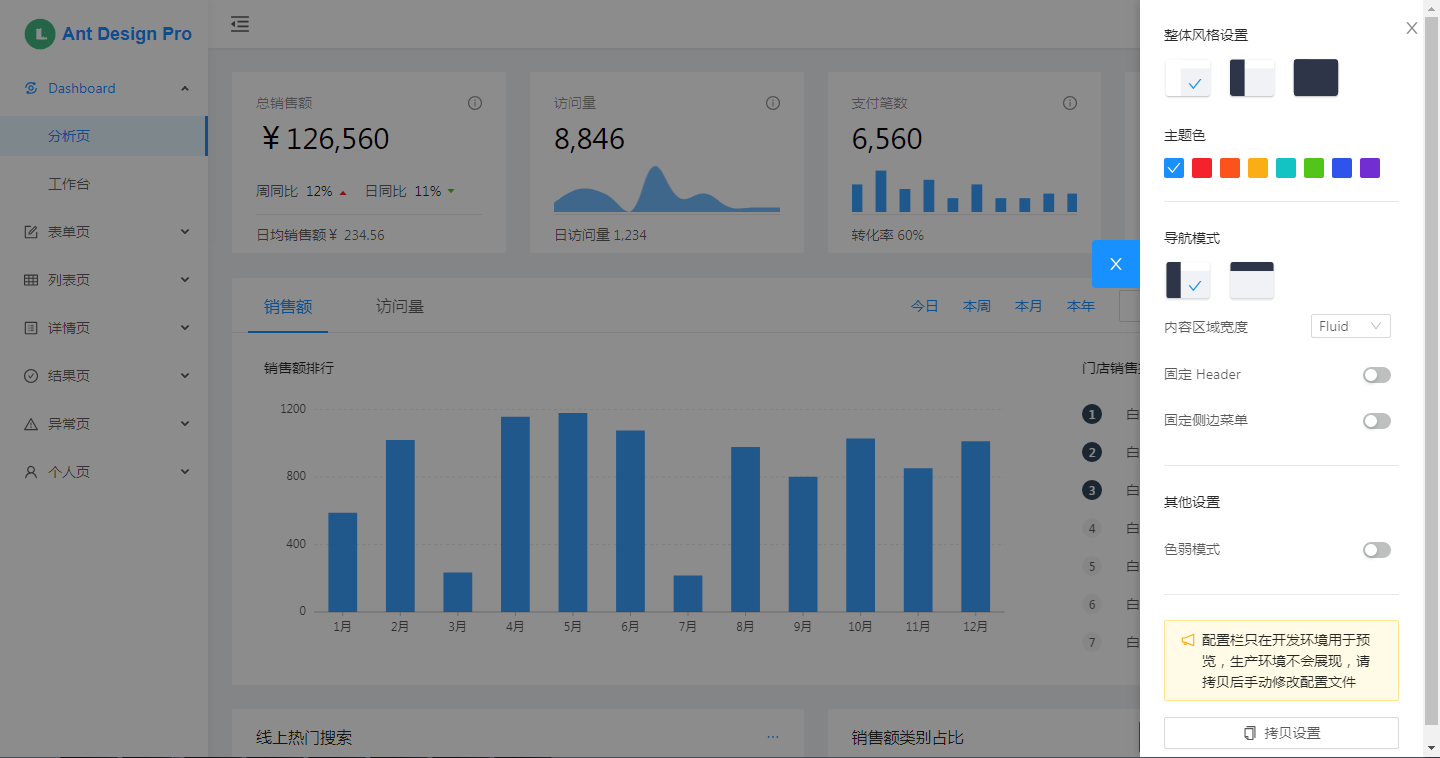 Ant Design Pro
Dashboard
分析页
工作台
表单页
列表页
详情页
结果页
异常页
个人页
总销售额
¥ 126,560
周同比 12% 日同比 11%
日均销售额¥ 234.56
访问量
8,846
日访问量 1,234
支付笔数
6,560
转化率 60%
销售额 访问量 今日 本周 本月 本年
销售额排行
1200
800
400
0
1月 2月 3月 4月 5月 6月 7月 8月 9月 10月 11月 12月
门店销售
1 白
2 白
3 白
4 白
5 白
6 白
7 白
线上热门搜索
销售额类别占比
整体风格设置
主题色
导航模式
内容区域宽度 Fluid
固定 Header
固定侧边菜单
其他设置
色弱模式
配置栏只在开发环境用于预
览，生产环境不会展现，请
拷贝后手动修改配置文件
拷贝设置